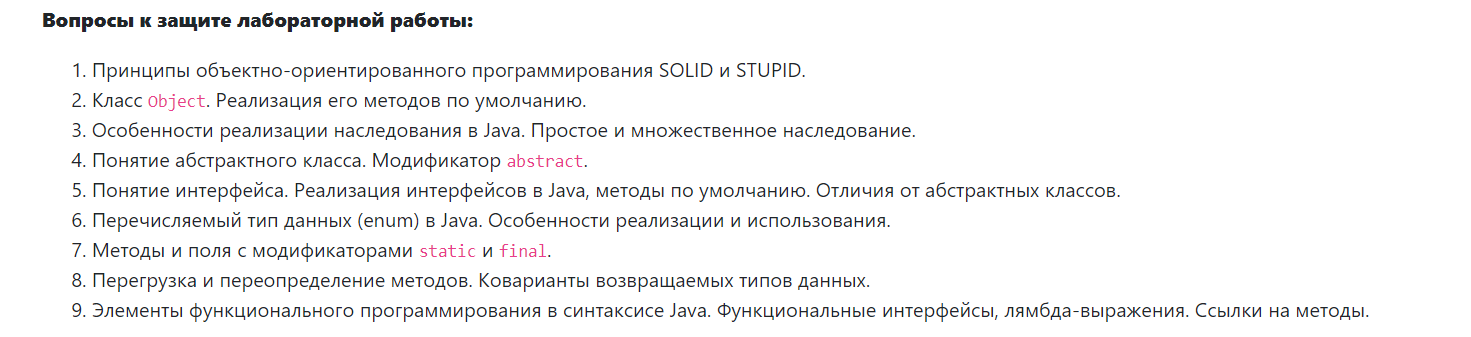 Вопросы к защите лабораторной работы:
1. Принципы объектно-ориентированного программирования SOLID и STUPID.
2. Класс Object. Реализация его методов по умолчанию.
3. Особенности реализации наследования в Java. Простое и множественное наследование.
4. Понятие абстрактного класса. Модификатор abstract.
5. Понятие интерфейса. Реализация интерфейсов в Java, методы по умолчанию. Отличия от абстрактных классов.
6. Перечисляемый тип данных (enum) в Java. Особенности реализации и использования.
7. Методы и поля с модификаторами static и final.
8. Перегрузка и переопределение методов. Коварианты возвращаемых типов данных.
9. Элементы функционального программирования в синтаксисе Java. Функциональные интерфейсы, лямбда-выражения. Ссылки на методы.